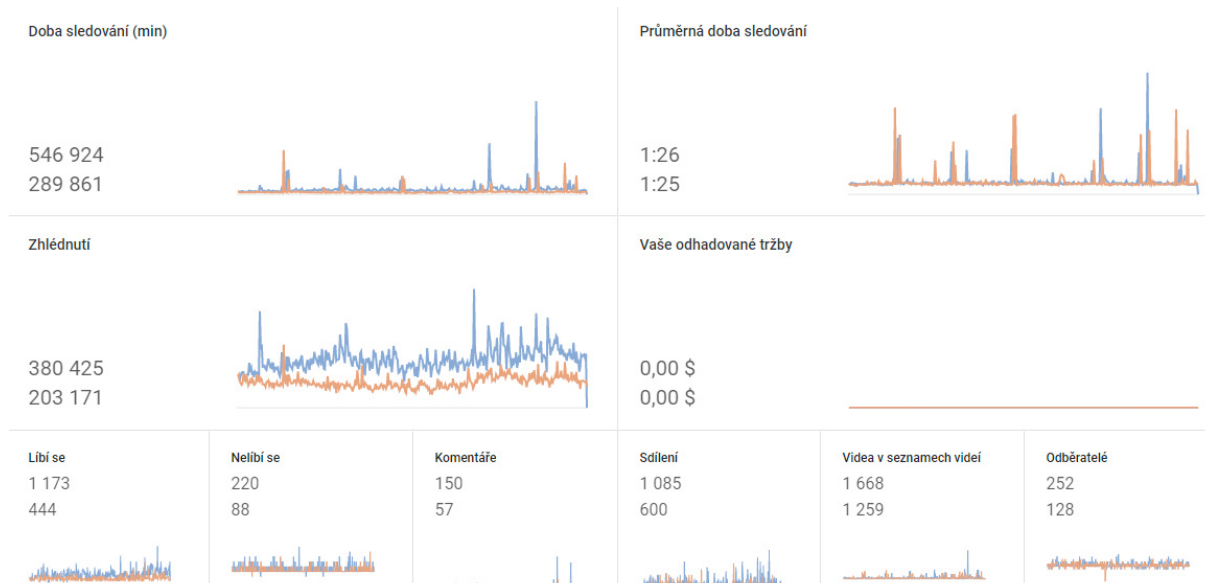 Doba sledování (min)
546 924
289 861
Průměrná doba sledování
1:26
1:25
Zhlédnutí
380 425
203 171
Vaše odhadované tržby
0,00 $
0,00 $
Líbí se
1 173
444
Nelíbí se
220
88
Komentáře
150
57
Sdílení
1 085
600
Videa v seznamech videí
1 668
1 259
Odběratelé
252
128